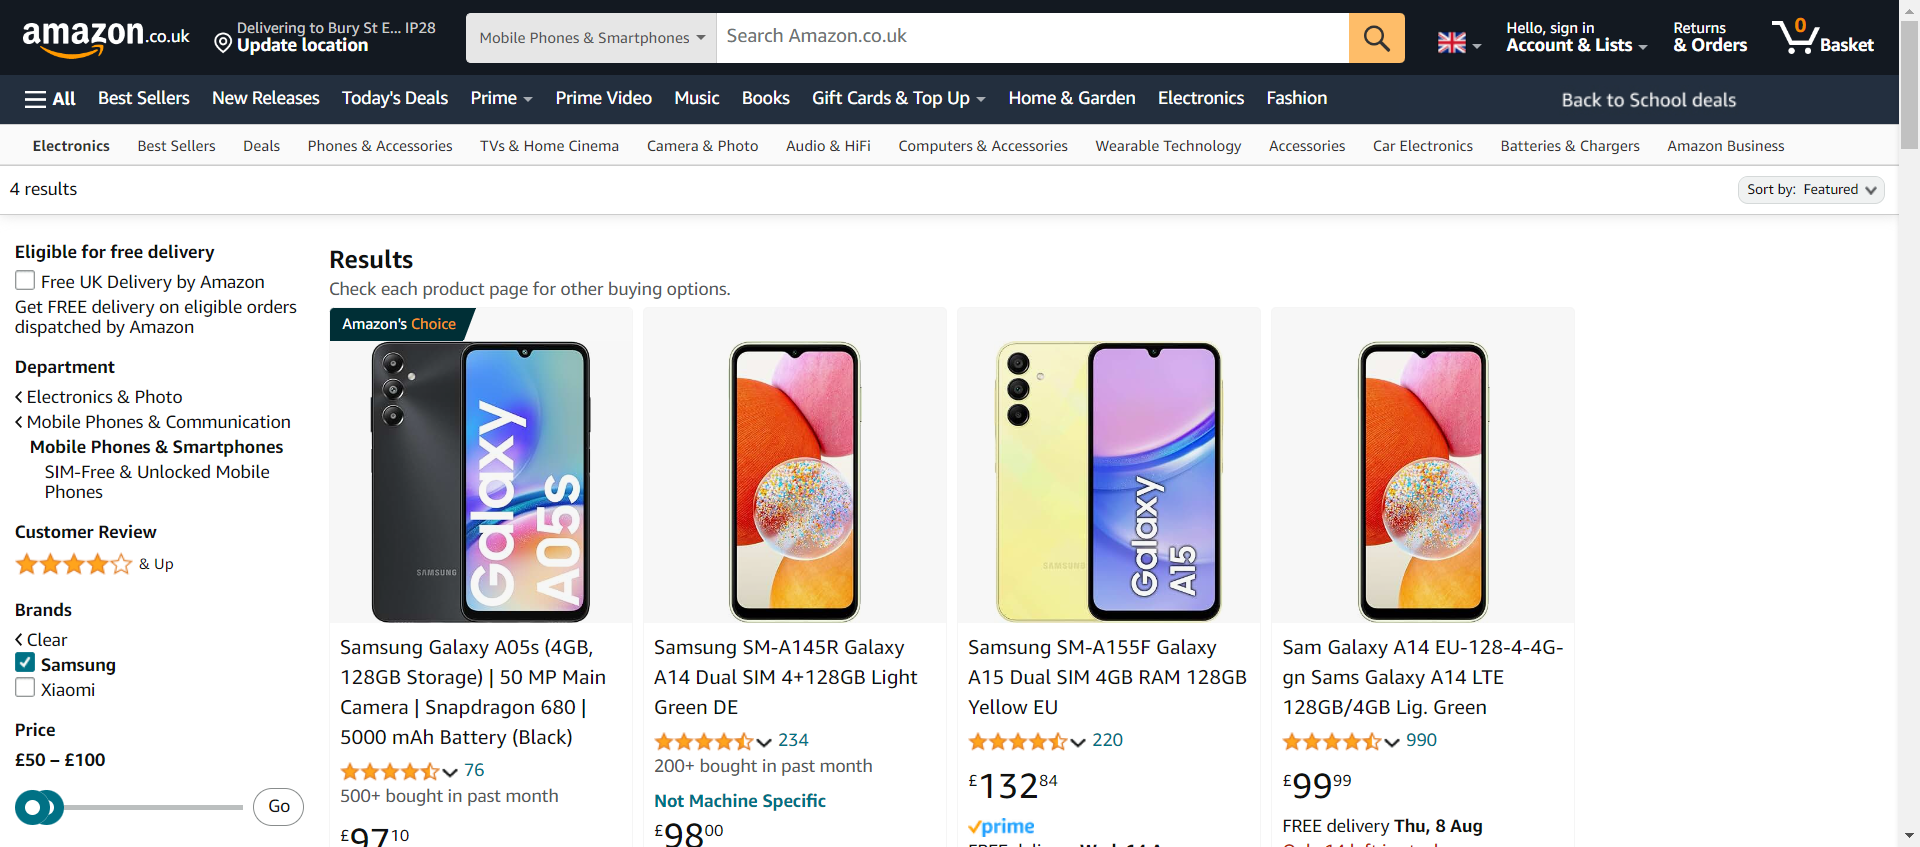 amazon.co.uk
Delivering to Bury St E... IP28
Update location
Mobile Phones & Smartphones
Search Amazon.co.uk
Hello, sign in
Account & Lists
Returns
& Orders
0
Basket
All
Best Sellers
New Releases
Today's Deals
Prime
Prime Video
Music
Books
Gift Cards & Top Up
Home & Garden
Electronics
Fashion
Back to School deals
Electronics
Best Sellers
Deals
Phones & Accessories
TVs & Home Cinema
Camera & Photo
Audio & HiFi
Computers & Accessories
Wearable Technology
Accessories
Car Electronics
Batteries & Chargers
Amazon Business
4 results
Sort by: Featured
Eligible for free delivery
Free UK Delivery by Amazon
Get FREE delivery on eligible orders
dispatched by Amazon
Department
Electronics & Photo
Mobile Phones & Communication
Mobile Phones & Smartphones
SIM-Free & Unlocked Mobile
Phones
Customer Review
& Up
Brands
Clear
Samsung
Xiaomi
Price
£50 – £100
Go
Results
Check each product page for other buying options.
Amazon's Choice
SAMSUNG
Galaxy
A05s
Samsung Galaxy A05s (4GB,
128GB Storage) | 50 MP Main
Camera | Snapdragon 680 |
5000 mAh Battery (Black)
76
500+ bought in past month
£97.10
Samsung SM-A145R Galaxy
A14 Dual SIM 4+128GB Light
Green DE
234
200+ bought in past month
Not Machine Specific
£98.00
SAMSUNG
Galaxy
A15
Samsung SM-A155F Galaxy
A15 Dual SIM 4GB RAM 128GB
Yellow EU
220
£132.84
prime
Sam Galaxy A14 EU-128-4-4G-
gn Sams Galaxy A14 LTE
128GB/4GB Lig. Green
990
£99.99
FREE delivery Thu, 8 Aug